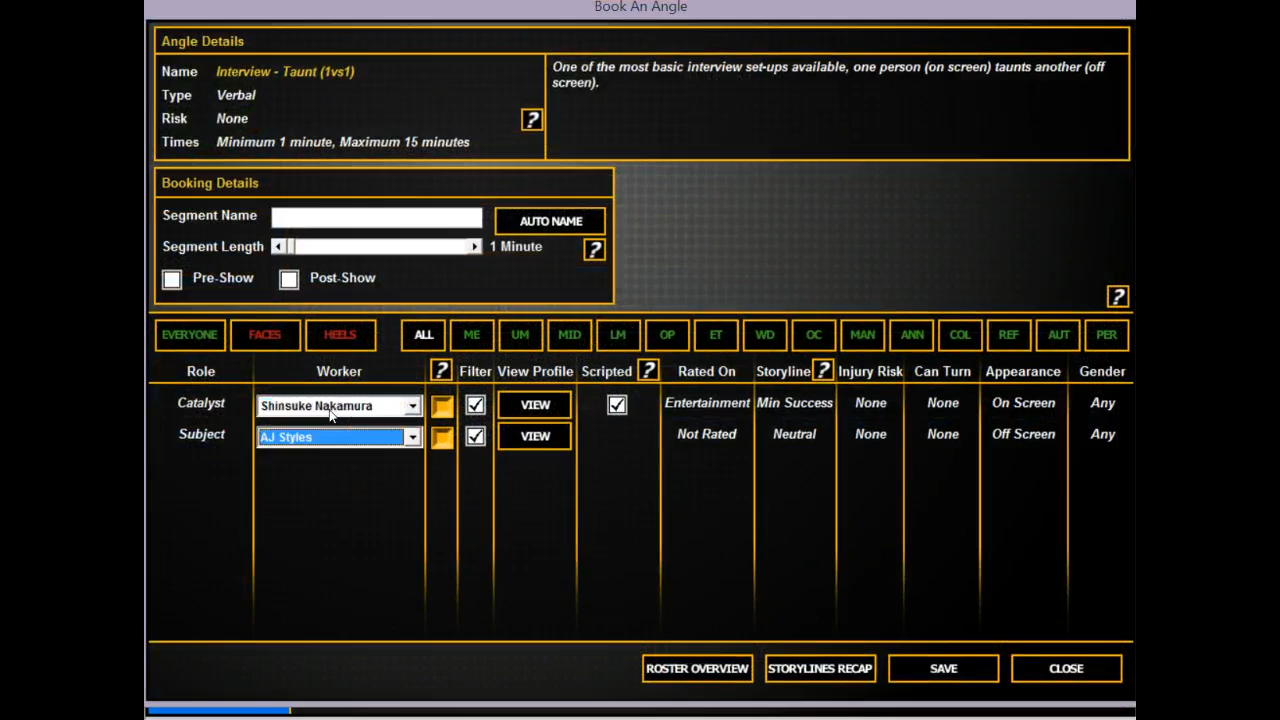 Book An Angle
Angle Details
Name Interview - Taunt (1vs1)
Type Verbal
Risk None
?
Times Minimum 1 minute, Maximum 15 minutes
One of the most basic interview set-ups available, one person (on screen) taunts another (off
screen).
Booking Details
Segment Name
AUTO NAME
Segment Length 1 Minute ?
Pre-Show Post-Show
?
EVERYONE FACES HEELS ALL ME UM MID LM OP ET WD OC MAN ANN COL REF AUT PER
Role Worker ? Filter View Profile Scripted ? Rated On Storyline ? Injury Risk Can Turn Appearance Gender
Catalyst Shinsuke Nakamura VIEW Entertainment Min Success None None On Screen Any
Subject AJ Styles VIEW Not Rated Neutral None None Off Screen Any
ROSTER OVERVIEW STORYLINES RECAP SAVE CLOSE